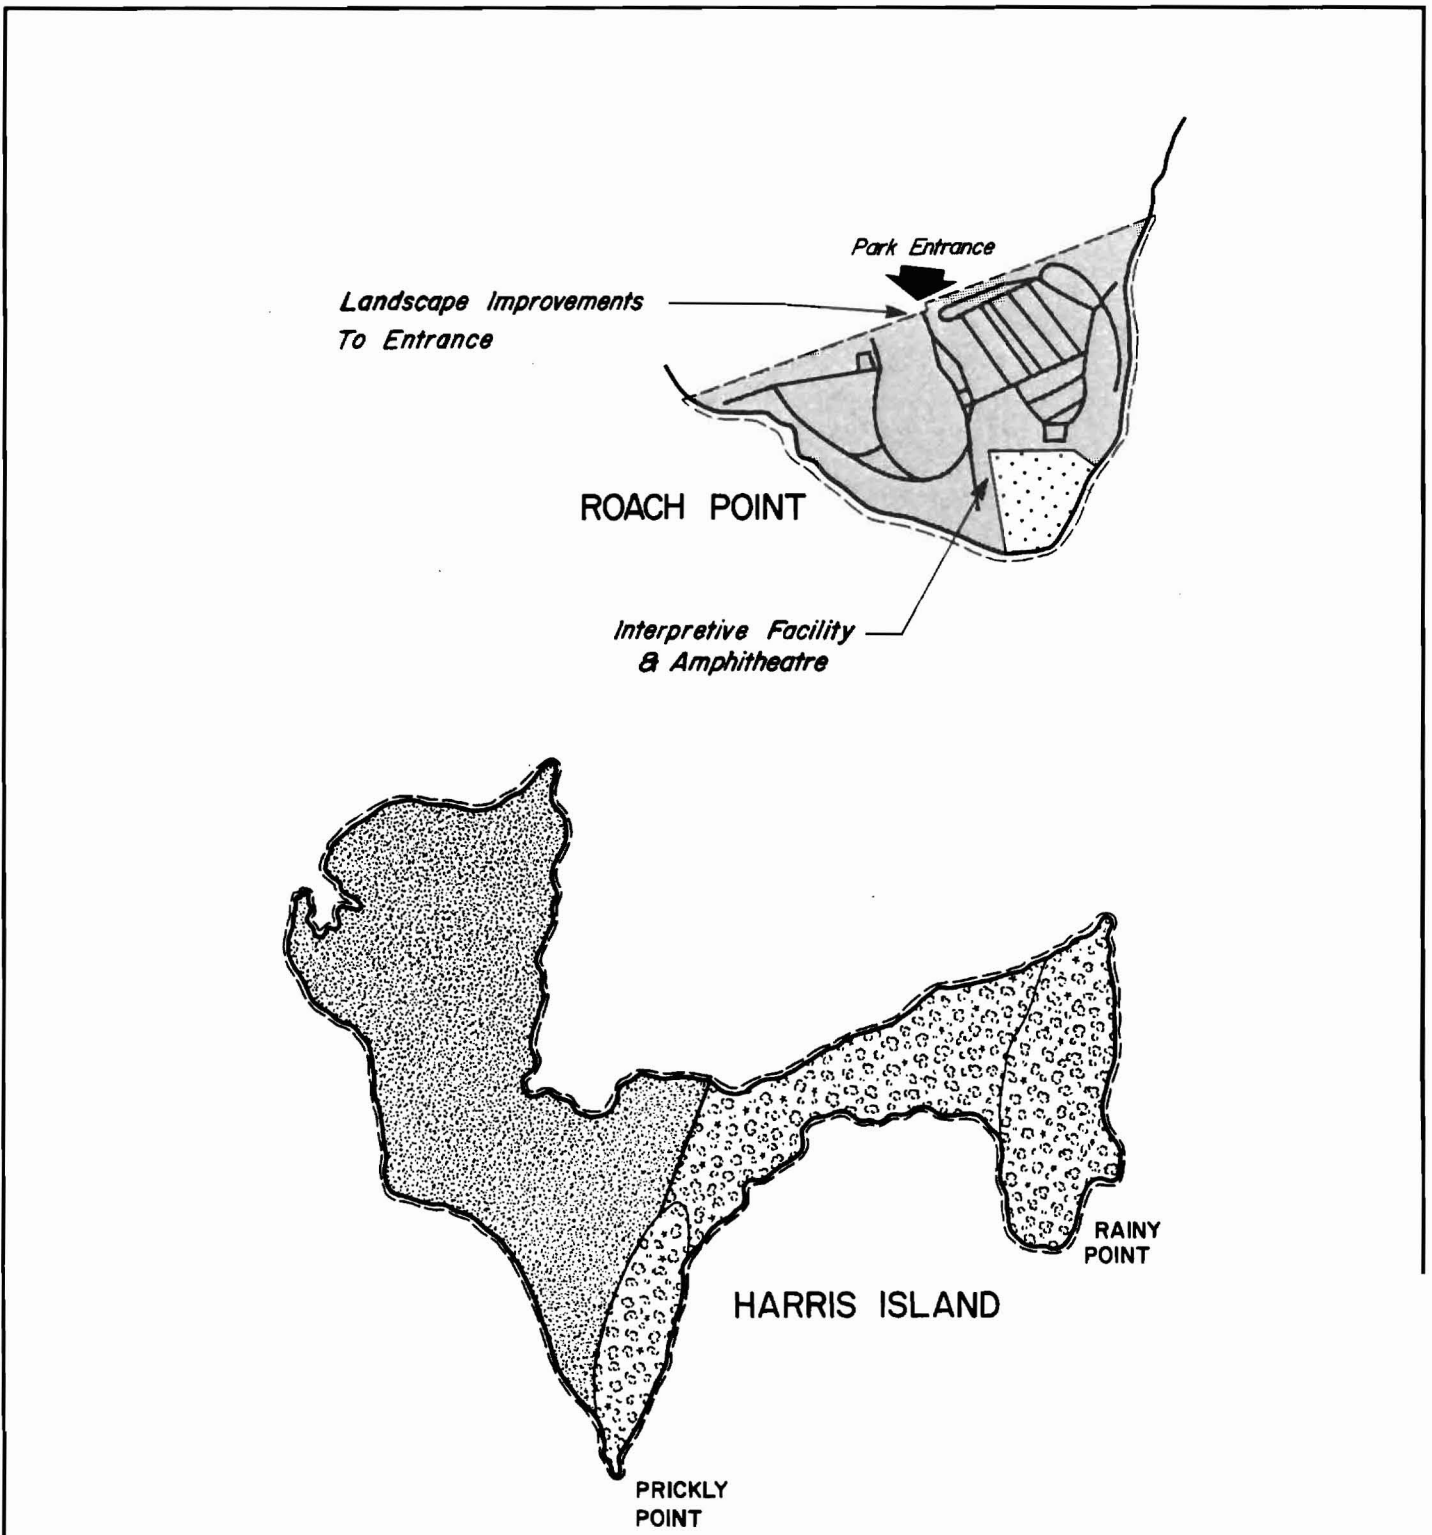 Park Entrance
Landscape Improvements
To Entrance
ROACH POINT
Interpretive Facility
& Amphitheatre
RAINY
POINT
HARRIS ISLAND
PRICKLY
POINT